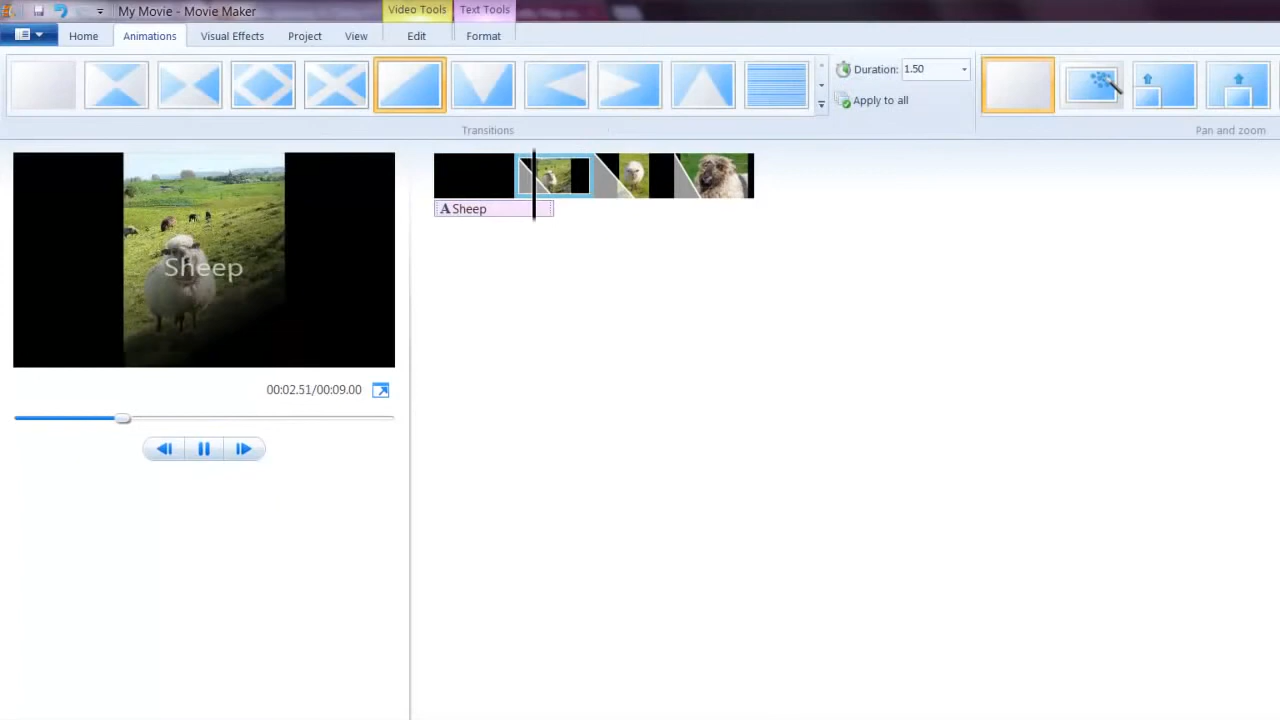 My Movie - Movie Maker
Video Tools
Text Tools
Home
Animations
Visual Effects
Project
View
Edit
Format
Duration: 1.50
Apply to all
Transitions
Pan and zoom
A Sheep
Sheep
00:02.51/00:09.00